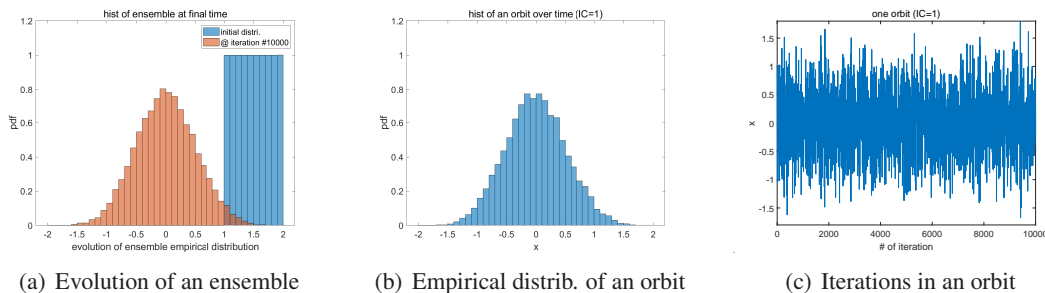 hist of ensemble at final time
initial distri.
@ iteration #10000
pdf
1.2
1
0.8
0.6
0.4
0.2
0
-2 -1.5 -1 -0.5 0 0.5 1 1.5 2
evolution of ensemble empirical distribution
(a) Evolution of an ensemble
hist of an orbit over time (IC=1)
pdf
1.2
1
0.8
0.6
0.4
0.2
0
-2 -1.5 -1 -0.5 0 0.5 1 1.5 2
x
(b) Empirical distrib. of an orbit
one orbit (IC=1)
x
1.5
1
0.5
0
-0.5
-1
-1.5
0 2000 4000 6000 8000 10000
# of iteration
(c) Iterations in an orbit